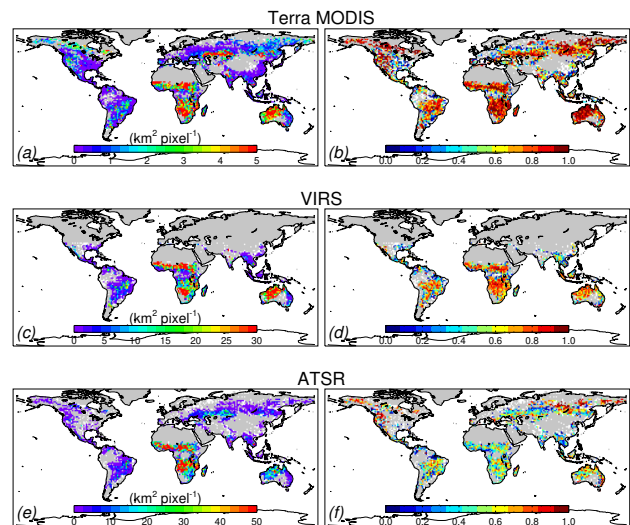 Terra MODIS
(a)
(km² pixel⁻¹)
0 1 2 3 4 5
(b)
0.0 0.2 0.4 0.6 0.8 1.0
VIRS
(c)
(km² pixel⁻¹)
0 5 10 15 20 25 30
(d)
0.0 0.2 0.4 0.6 0.8 1.0
ATSR
(e)
(km² pixel⁻¹)
0 10 20 30 40 50
(f)
0.0 0.2 0.4 0.6 0.8 1.0